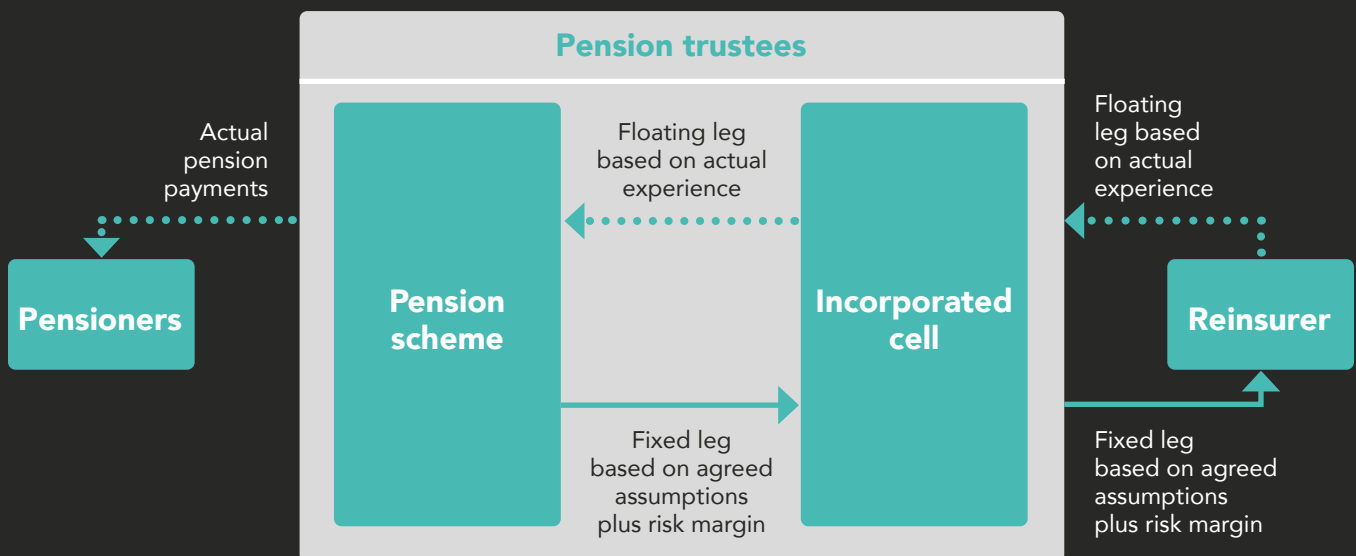 Pension trustees
Actual
pension
payments
Floating leg
based on actual
experience
Floating
leg based
on actual
experience
Pensioners
Pension
scheme
Incorporated
cell
Reinsurer
Fixed leg
based on agreed
assumptions
plus risk margin
Fixed leg
based on agreed
assumptions
plus risk margin